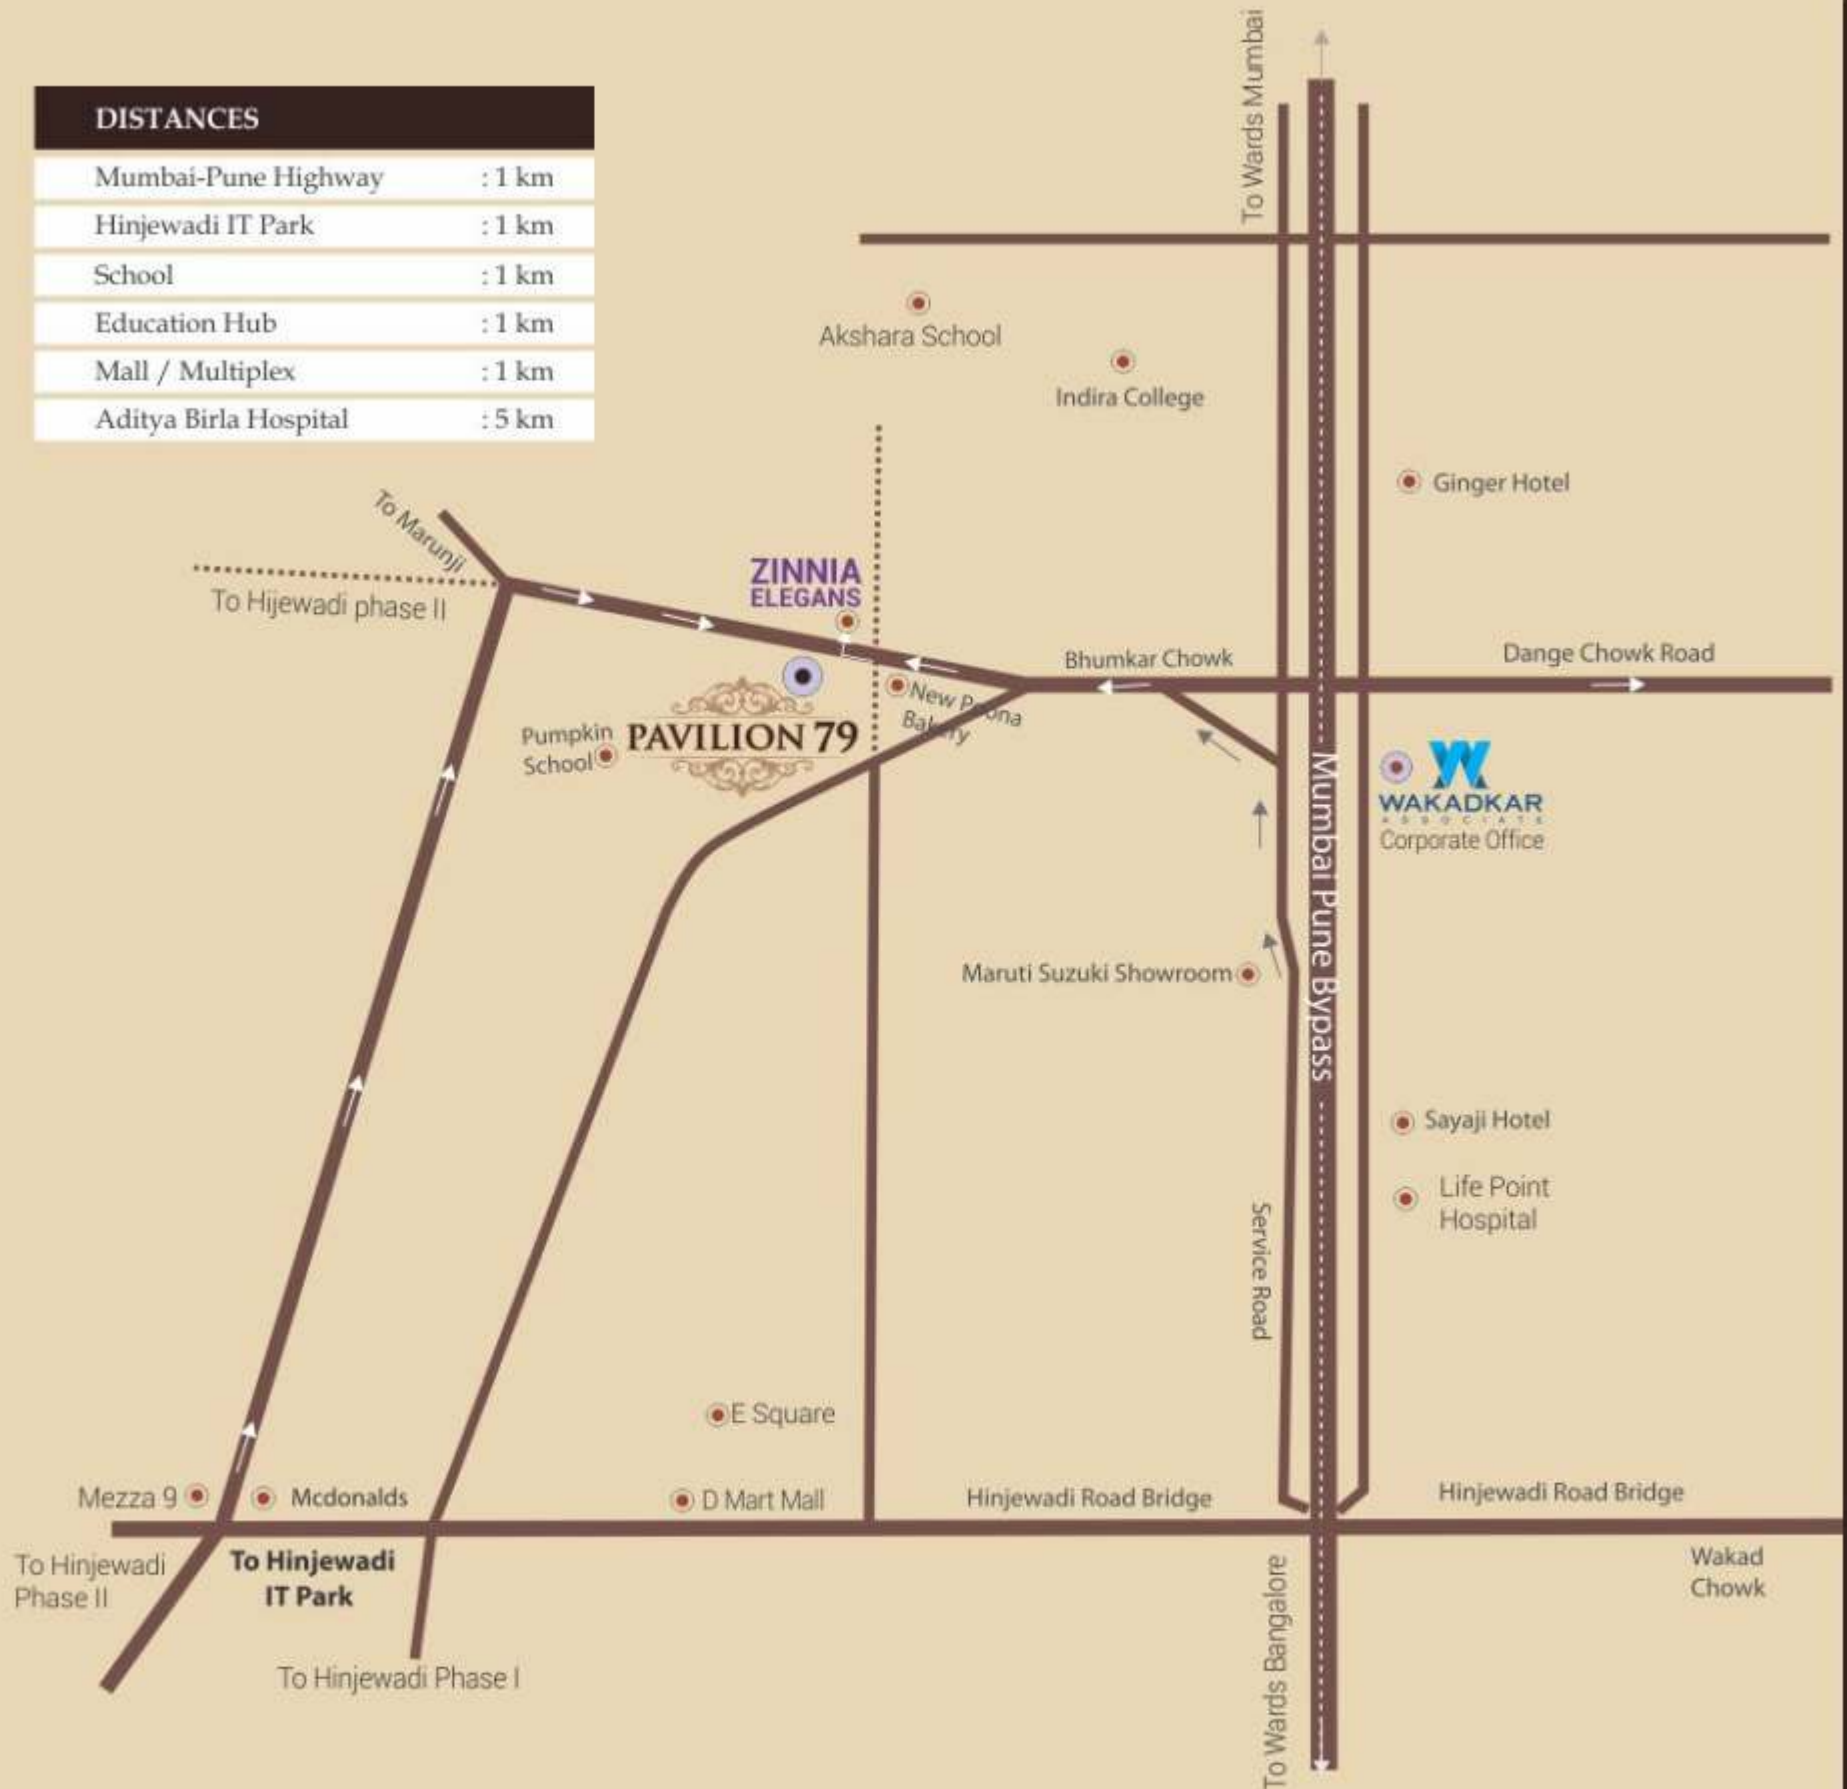 To Wards Mumbai
DISTANCES
Mumbai-Pune Highway : 1 km
Hinjewadi IT Park : 1 km
School : 1 km
Education Hub : 1 km
Mall / Multiplex : 1 km
Aditya Birla Hospital : 5 km
Akshara School
Indira College
Ginger Hotel
To Marunji
To Hijewadi phase II
ZINNIA
ELEGANS
Bhumkar Chowk
Dange Chowk Road
New Poona
Bakery
Pumpkin
School
PAVILION 79
W
WAKADKAR
ASSOCIATE
Corporate Office
Mumbai Pune Bypass
Maruti Suzuki Showroom
Sayaji Hotel
Life Point
Hospital
Service Road
E Square
Mezza 9
Mcdonalds
D Mart Mall
Hinjewadi Road Bridge
Hinjewadi Road Bridge
To Hinjewadi
Phase II
To Hinjewadi
IT Park
Wakad
Chowk
To Hinjewadi Phase I
To Wards Bangalore